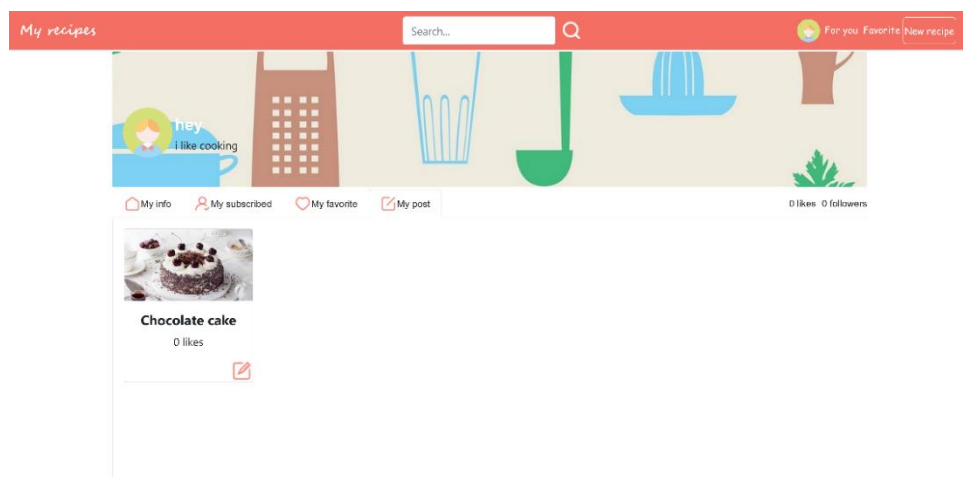 My recipes
Search...
For you Favorite New recipe
hey
i like cooking
My info My subscribed My favorite My post
0 likes 0 followers
Chocolate cake
0 likes